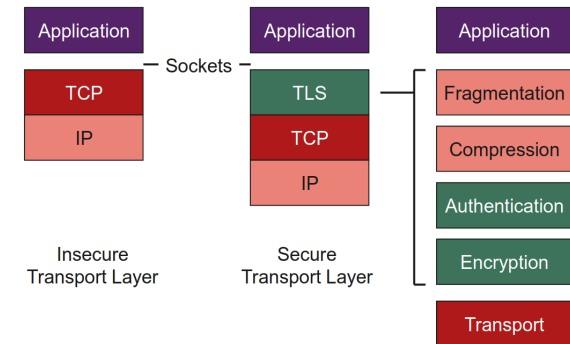 Application
Application
Application
Sockets
TCP
TLS
Fragmentation
IP
TCP
Compression
IP
Authentication
Insecure
Transport Layer
Secure
Transport Layer
Encryption
Transport